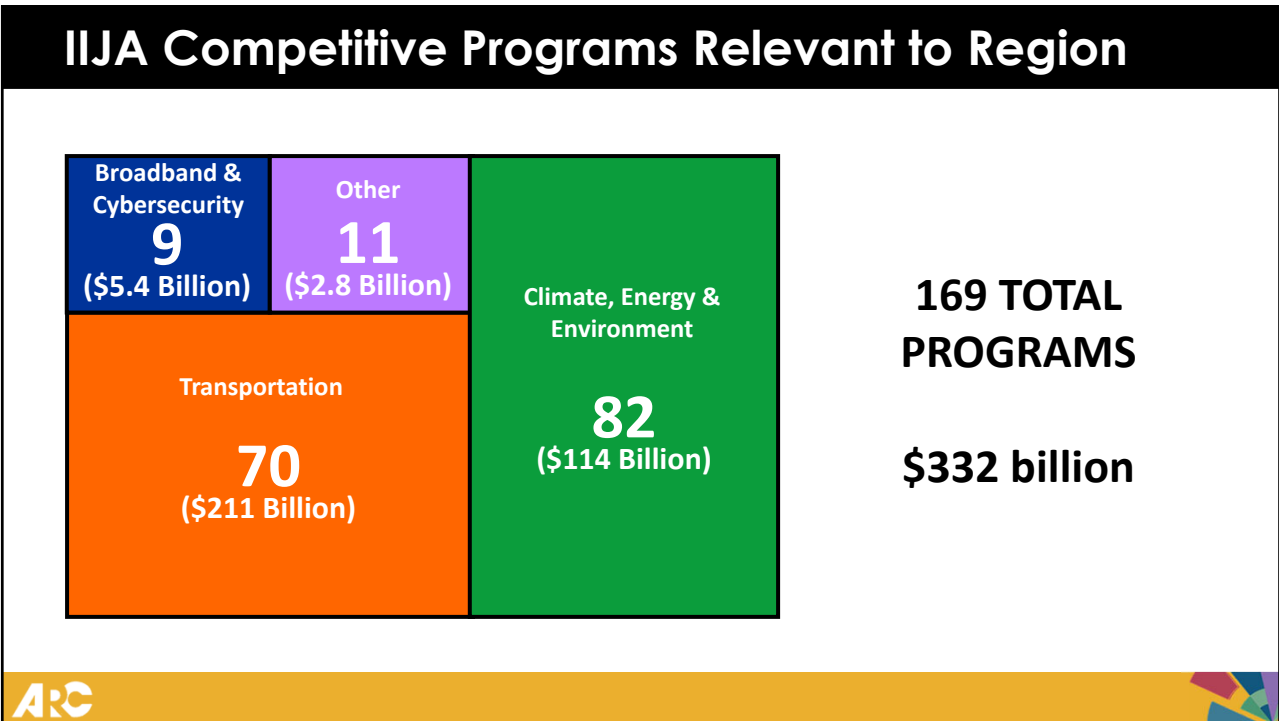 IIJA Competitive Programs Relevant to Region
Broadband &
Cybersecurity
9
($5.4 Billion)
Other
11
($2.8 Billion)
Transportation
70
($211 Billion)
Climate, Energy &
Environment
82
($114 Billion)
169 TOTAL
PROGRAMS
$332 billion
ARC